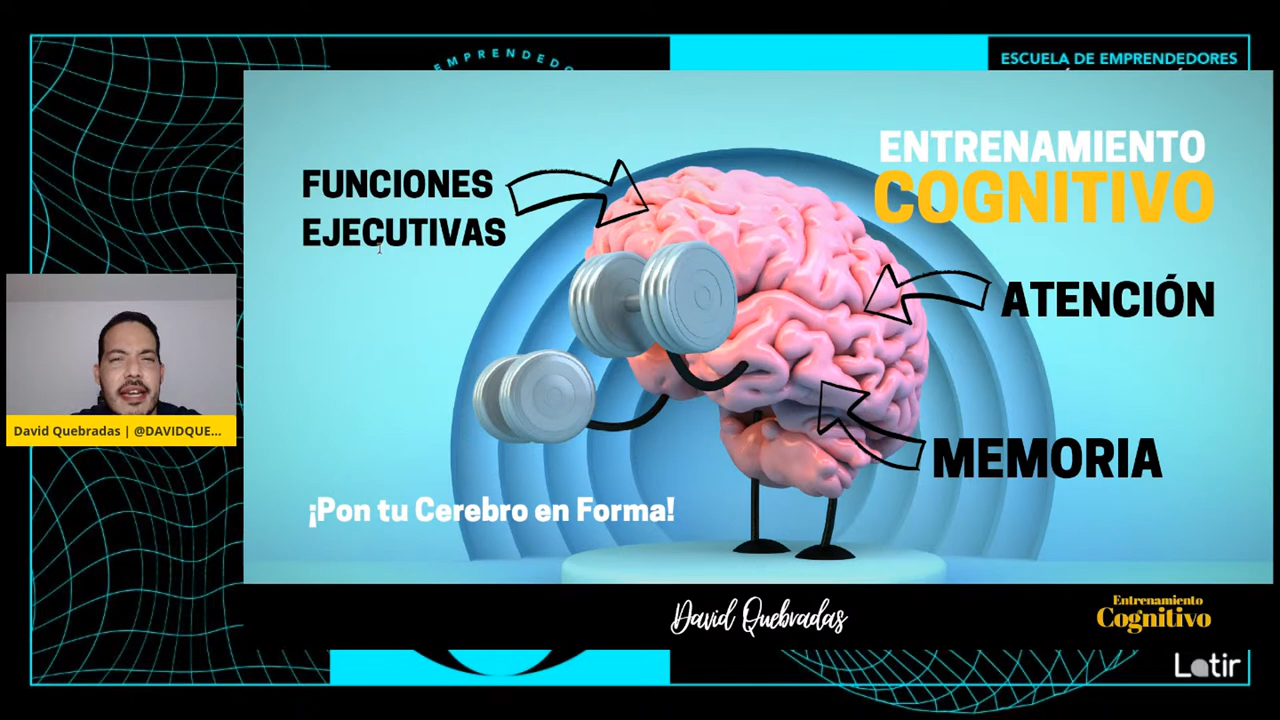 EMPRENDEDO
ESCUELA DE EMPRENDEDORES
ENTRENAMIENTO
COGNITIVO
FUNCIONES
EJECUTIVAS
ATENCIÓN
MEMORIA
¡Pon tu Cerebro en Forma!
David Quebradas | @DAVIDQUE...
David Quebradas
Entrenamiento
Cognitivo
Latir